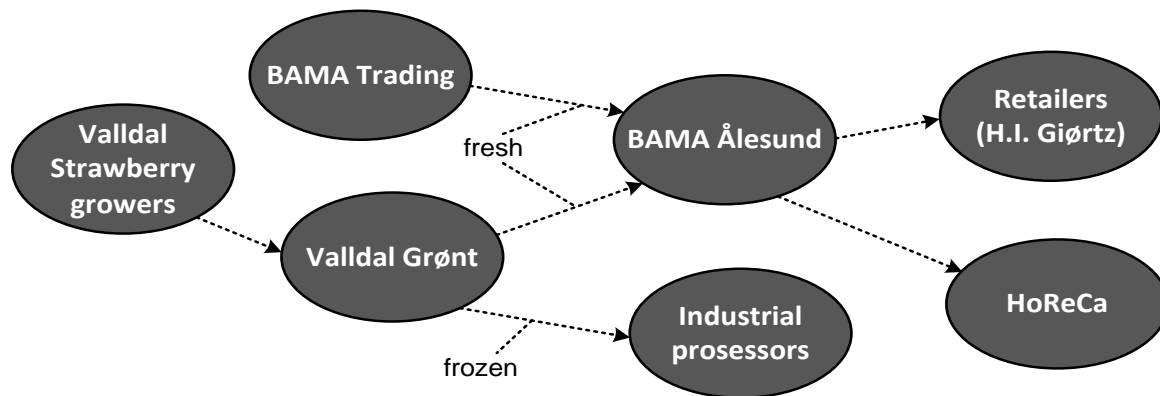 BAMA Trading
Valldal
Strawberry
growers
fresh
BAMA Ålesund
Retailers
(H.I. Giørtz)
Valldal Grønt
Industrial
prosessors
HoReCa
frozen